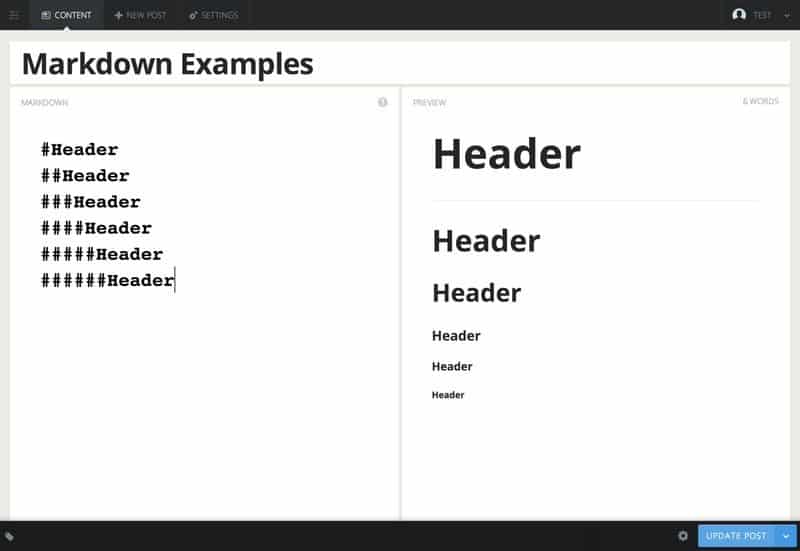 CONTENT NEW POST SETTINGS TEST
Markdown Examples
MARKDOWN
#Header
##Header
###Header
####Header
#####Header
######Header
PREVIEW 6 WORDS
Header
Header
Header
Header
Header
Header
UPDATE POST